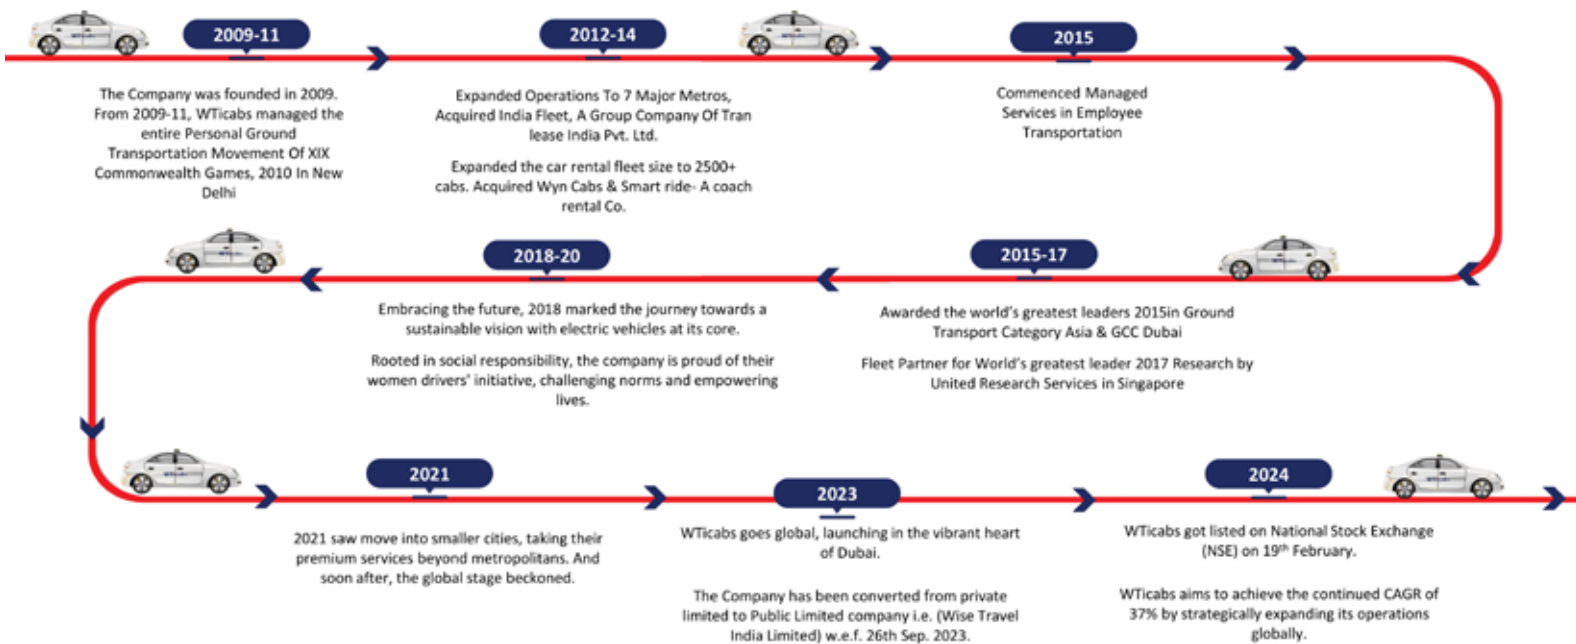 2009-11
The Company was founded in 2009.
From 2009-11, WTicabs managed the
entire Personal Ground
Transportation Movement Of XIX
Commonwealth Games, 2010 In New
Delhi
2012-14
Expanded Operations To 7 Major Metros,
Acquired India Fleet, A Group Company Of Tran
lease India Pvt. Ltd.
Expanded the car rental fleet size to 2500+
cabs. Acquired Wyn Cabs & Smart ride- A coach
rental Co.
2015
Commenced Managed
Services in Employee
Transportation
2015-17
Awarded the world's greatest leaders 2015in Ground
Transport Category Asia & GCC Dubai
Fleet Partner for World's greatest leader 2017 Research by
United Research Services in Singapore
2018-20
Embracing the future, 2018 marked the journey towards a
sustainable vision with electric vehicles at its core.
Rooted in social responsibility, the company is proud of their
women drivers' initiative, challenging norms and empowering
lives.
2021
2021 saw move into smaller cities, taking their
premium services beyond metropolitans. And
soon after, the global stage beckoned.
2023
WTicabs goes global, launching in the vibrant heart
of Dubai.
The Company has been converted from private
limited to Public Limited company i.e. (Wise Travel
India Limited) w.e.f. 26th Sep. 2023.
2024
WTicabs got listed on National Stock Exchange
(NSE) on 19th February.
WTicabs aims to achieve the continued CAGR of
37% by strategically expanding its operations
globally.